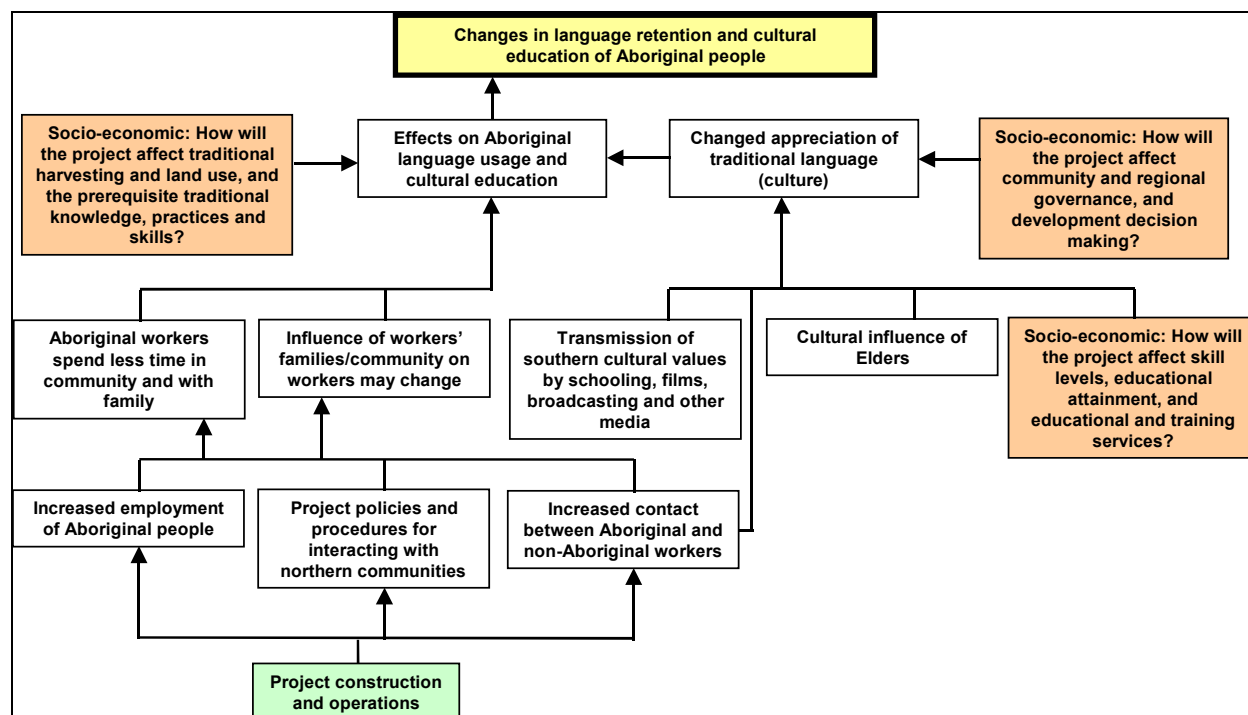 Changes in language retention and cultural
education of Aboriginal people
Socio-economic: How will
the project affect traditional
harvesting and land use, and
the prerequisite traditional
knowledge, practices and
skills?
Effects on Aboriginal
language usage and
cultural education
Changed appreciation of
traditional language
(culture)
Socio-economic: How will
the project affect
community and regional
governance, and
development decision
making?
Aboriginal workers
spend less time in
community and with
family
Influence of workers'
families/community on
workers may change
Transmission of
southern cultural values
by schooling, films,
broadcasting and other
media
Cultural influence of
Elders
Socio-economic: How will
the project affect skill
levels, educational
attainment, and
educational and training
services?
Increased employment
of Aboriginal people
Project policies and
procedures for
interacting with
northern communities
Increased contact
between Aboriginal and
non-Aboriginal workers
Project construction
and operations